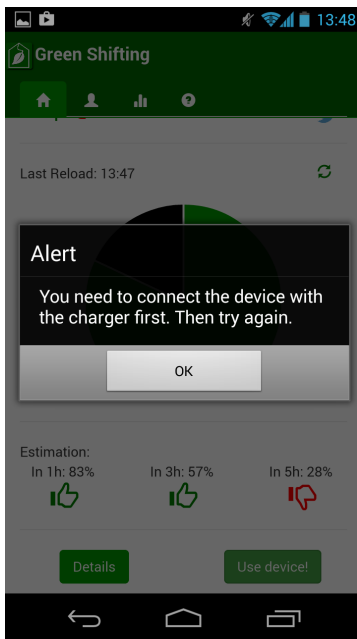 13:48
Green Shifting
Last Reload: 13:47
Alert
You need to connect the device with
the charger first. Then try again.
OK
Estimation:
In 1h: 83% In 3h: 57% In 5h: 28%
Details Use device!